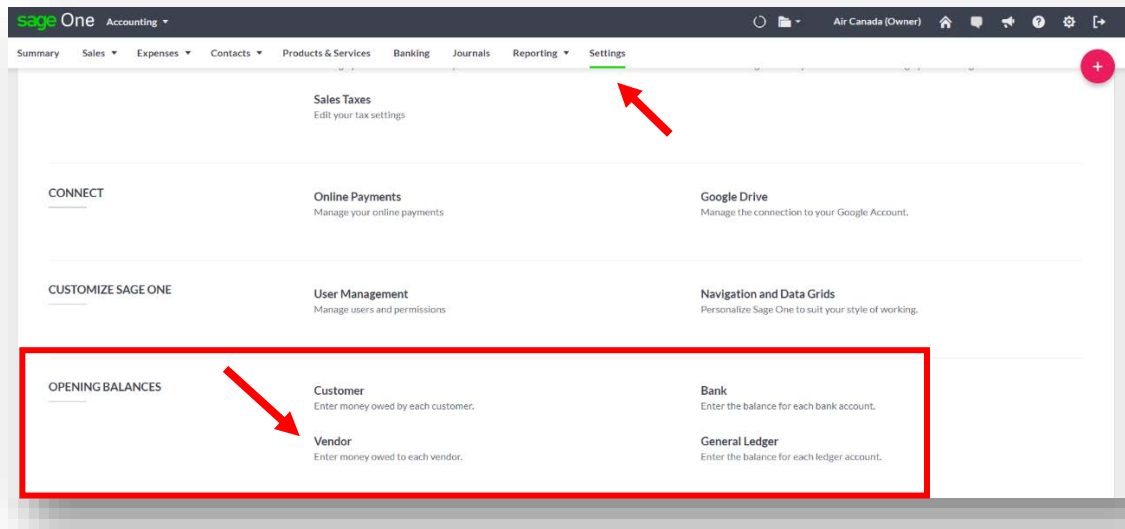 sage One Accounting
Air Canada (Owner)
Summary Sales Expenses Contacts Products & Services Banking Journals Reporting Settings
+
Sales Taxes
Edit your tax settings
CONNECT
Online Payments
Manage your online payments
Google Drive
Manage the connection to your Google Account.
CUSTOMIZE SAGE ONE
User Management
Manage users and permissions
Navigation and Data Grids
Personalize Sage One to suit your style of working.
OPENING BALANCES
Customer
Enter money owed by each customer.
Bank
Enter the balance for each bank account.
Vendor
Enter money owed to each vendor.
General Ledger
Enter the balance for each ledger account.